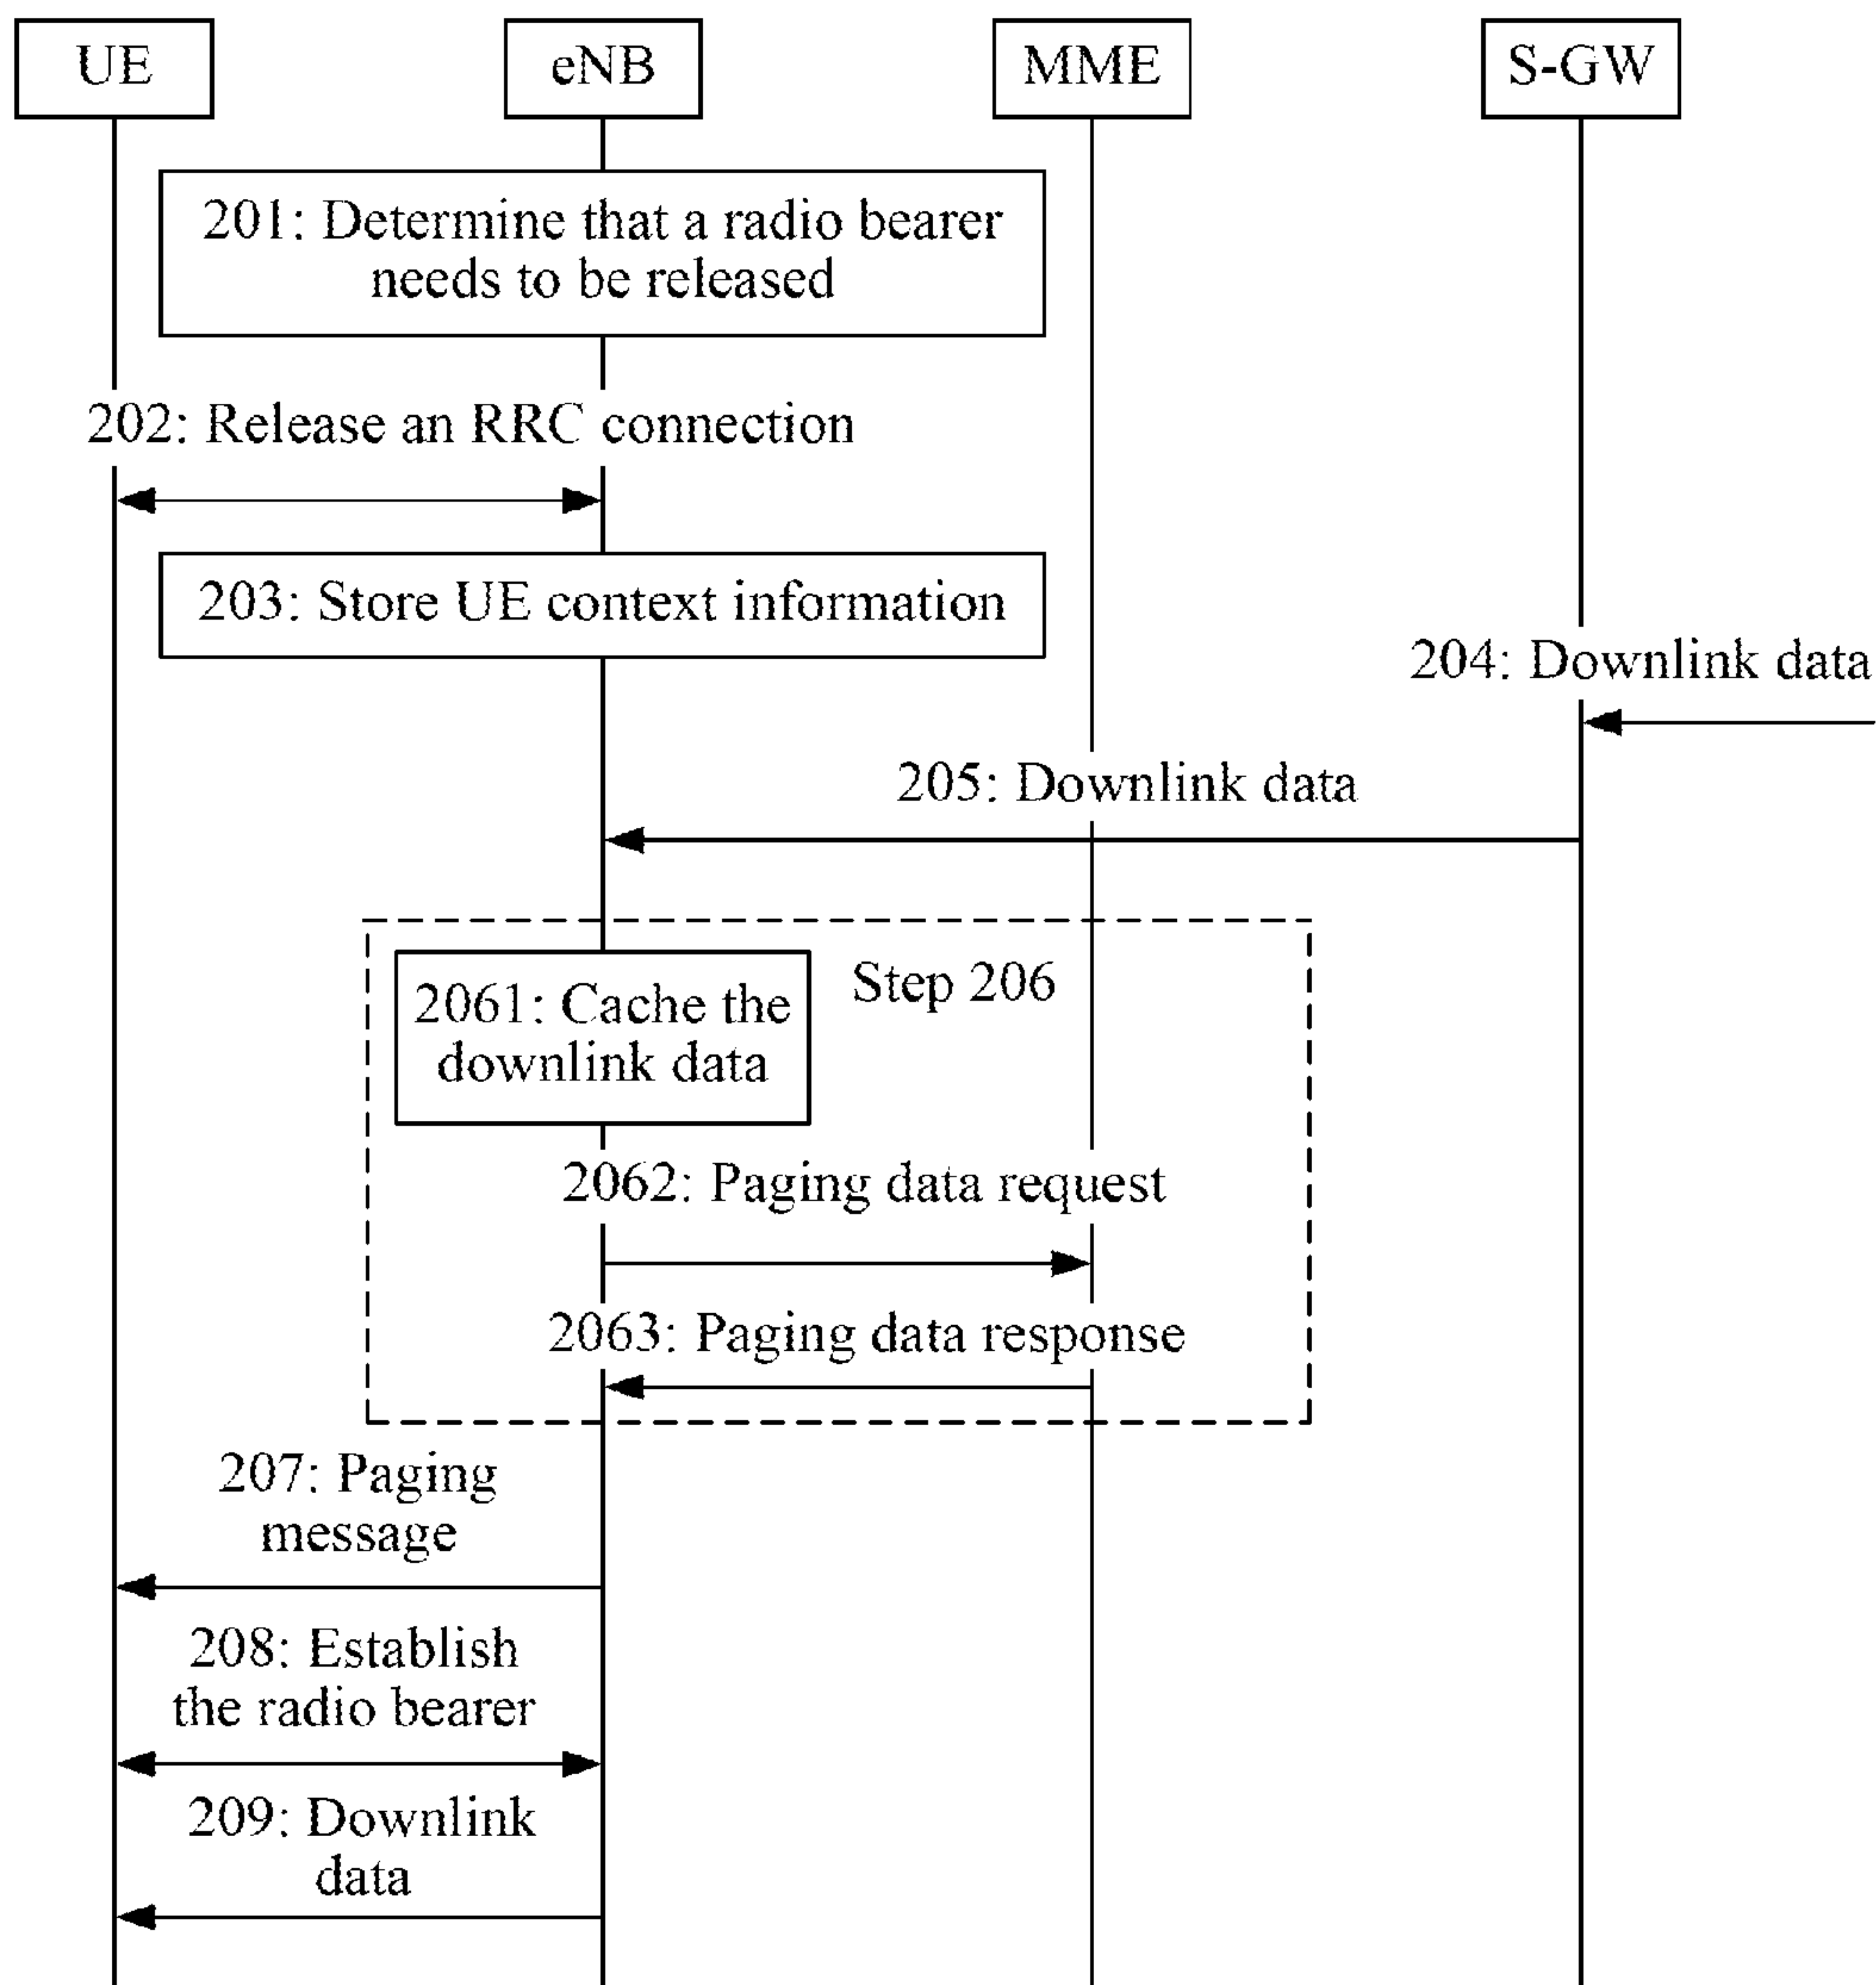 UE
eNB
MME
S-GW
201: Determine that a radio bearer
needs to be released
202: Release an RRC connection
203: Store UE context information
204: Downlink data
205: Downlink data
Step 206
2061: Cache the
downlink data
2062: Paging data request
2063: Paging data response
207: Paging
message
208: Establish
the radio bearer
209: Downlink
data